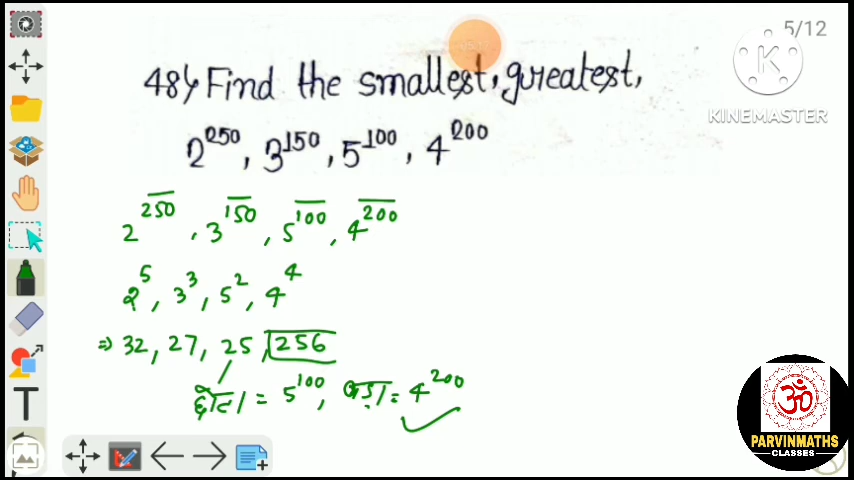 5/12
KINEMASTER
48} Find the smallest, greatest,
2^250, 3^150, 5^100, 4^200
2^250, 3^150, 5^100, 4^200
2^5, 3^3, 5^2, 4^4
⇒ 32, 27, 25, 256
छोटा = 5^100, बड़ा = 4^200
ॐ
PARVINMATHS
CLASSES